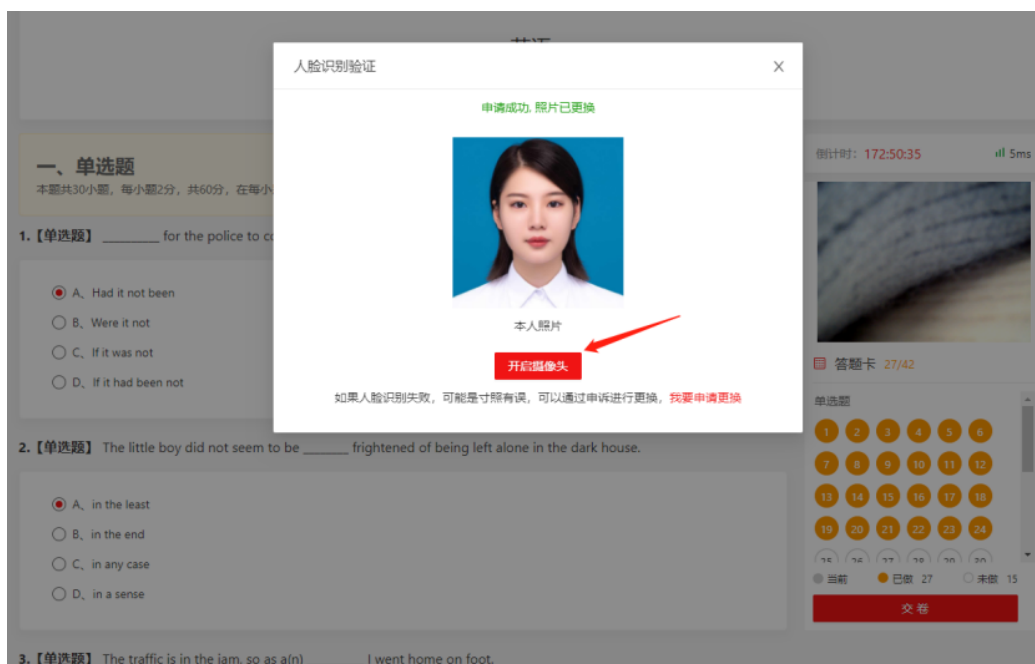 人脸识别验证
X
申请成功, 照片已更换
本人照片
开启摄像头
如果人脸识别失败，可能是寸照有误，可以通过申诉进行更换，我要申请更换
一、单选题
本题共30小题，每小题2分，共60分，在每小
1.【单选题】 ________ for the police to co
A、Had it not been
B、Were it not
C、If it was not
D、If it had been not
2.【单选题】 The little boy did not seem to be ______ frightened of being left alone in the dark house.
A、in the least
B、in the end
C、in any case
D、in a sense
3.【单选题】 The traffic is in the jam, so as a(n) ________ I went home on foot.
倒计时：172:50:35
5ms
答题卡 27/42
单选题
1 2 3 4 5 6
7 8 9 10 11 12
13 14 15 16 17 18
19 20 21 22 23 24
25 26 27 28 29 30
当前 已做 27 未做 15
交卷